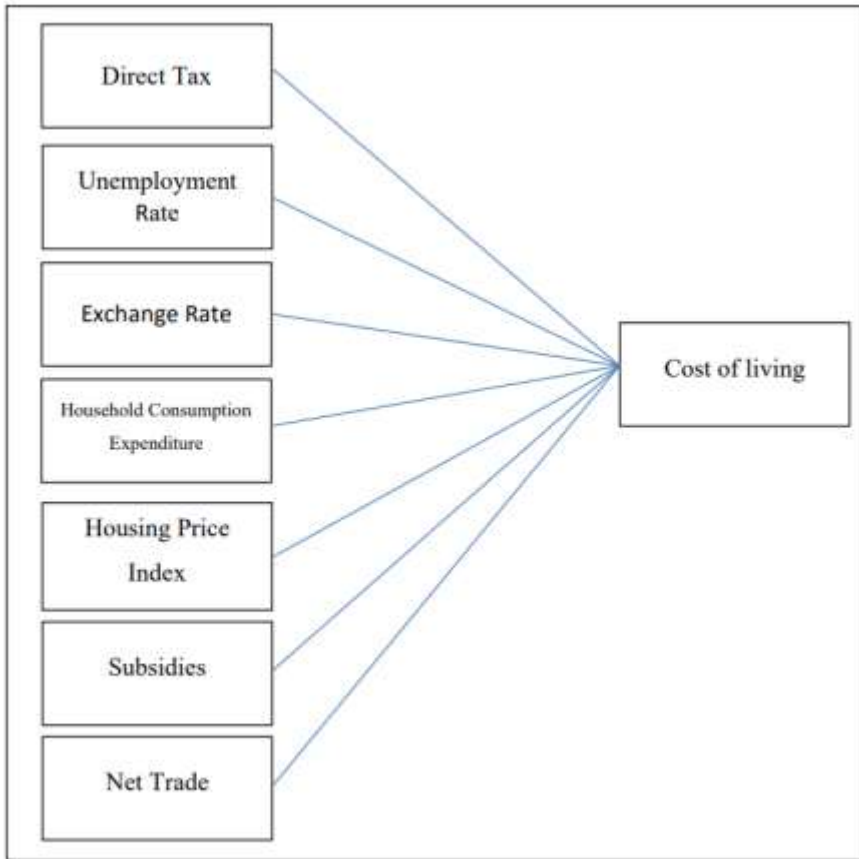 Direct Tax
Unemployment
Rate
Exchange Rate
Household Consumption
Expenditure
Housing Price
Index
Subsidies
Net Trade
Cost of living